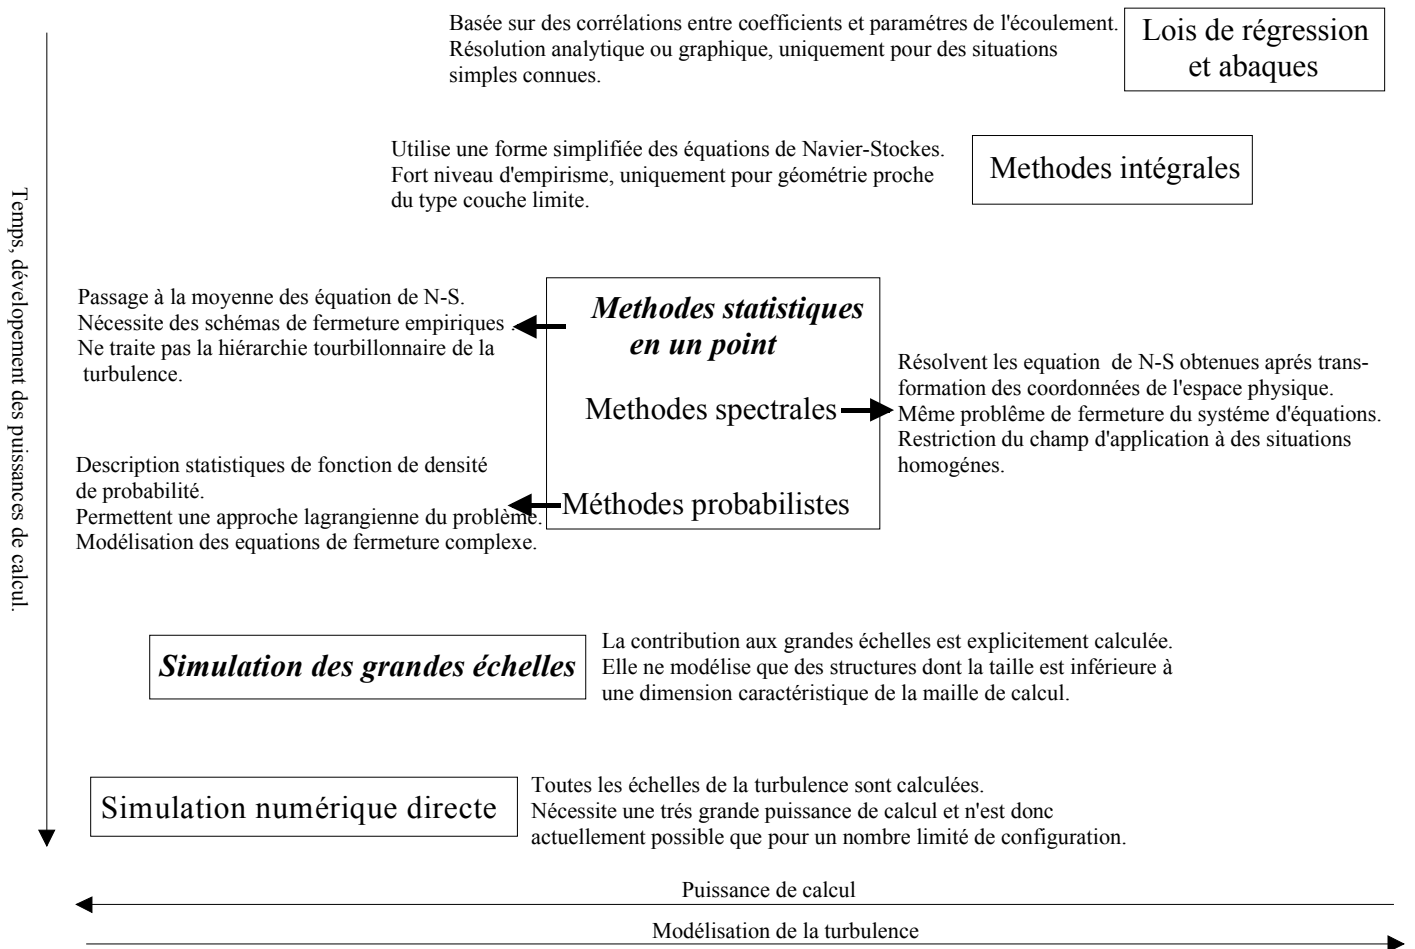 Basée sur des corrélations entre coefficients et paramétres de l'écoulement.
Résolution analytique ou graphique, uniquement pour des situations
simples connues.
Lois de régression
et abaques
Utilise une forme simplifiée des équations de Navier-Stockes.
Fort niveau d'empirisme, uniquement pour géométrie proche
du type couche limite.
Methodes intégrales
Temps, dévelopement des puissances de calcul.
Passage à la moyenne des équation de N-S.
Nécessite des schémas de fermeture empiriques .
Ne traite pas la hiérarchie tourbillonnaire de la
turbulence.
Methodes statistiques
en un point
Methodes spectrales
Résolvent les equation  de N-S obtenues aprés trans-
formation des coordonnées de l'espace physique.
Même problême de fermeture du systéme d'équations.
Restriction du champ d'application à des situations
homogénes.
Description statistiques de fonction de densité
de probabilité.
Permettent une approche lagrangienne du problème.
Modélisation des equations de fermeture complexe.
Méthodes probabilistes
Simulation des grandes échelles
La contribution aux grandes échelles est explicitement calculée.
Elle ne modélise que des structures dont la taille est inférieure à
une dimension caractéristique de la maille de calcul.
Simulation numérique directe
Toutes les échelles de la turbulence sont calculées.
Nécessite une trés grande puissance de calcul et n'est donc
actuellement possible que pour un nombre limité de configuration.
Puissance de calcul
Modélisation de la turbulence